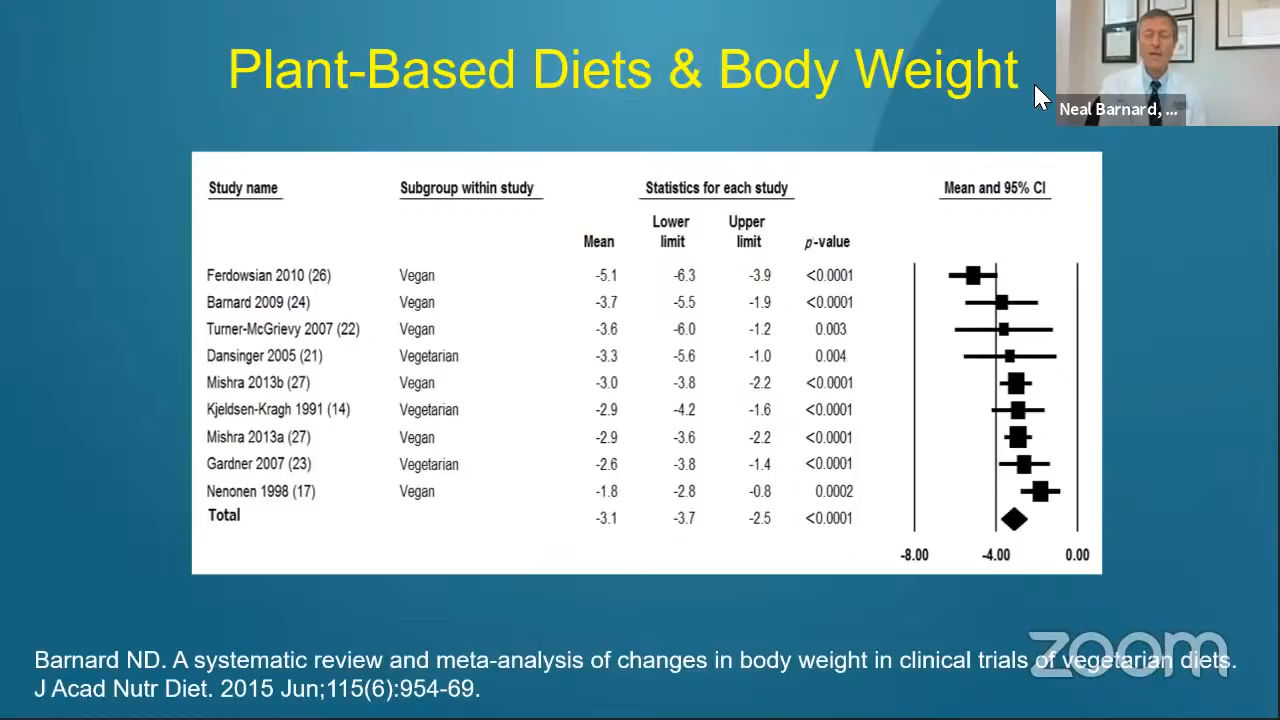 Plant-Based Diets & Body Weight
Neal Barnard, ...
Study name Subgroup within study Statistics for each study Mean and 95% CI
Mean Lower limit Upper limit p-value
Ferdowsian 2010 (26) Vegan -5.1 -6.3 -3.9 <0.0001
Barnard 2009 (24) Vegan -3.7 -5.5 -1.9 <0.0001
Turner-McGrievy 2007 (22) Vegan -3.6 -6.0 -1.2 0.003
Dansinger 2005 (21) Vegetarian -3.3 -5.6 -1.0 0.004
Mishra 2013b (27) Vegan -3.0 -3.8 -2.2 <0.0001
Kjeldsen-Kragh 1991 (14) Vegetarian -2.9 -4.2 -1.6 <0.0001
Mishra 2013a (27) Vegan -2.9 -3.6 -2.2 <0.0001
Gardner 2007 (23) Vegetarian -2.6 -3.8 -1.4 <0.0001
Nenonen 1998 (17) Vegan -1.8 -2.8 -0.8 0.0002
Total -3.1 -3.7 -2.5 <0.0001
-8.00 -4.00 0.00
Barnard ND. A systematic review and meta-analysis of changes in body weight in clinical trials of vegetarian diets.
J Acad Nutr Diet. 2015 Jun;115(6):954-69.
zoom